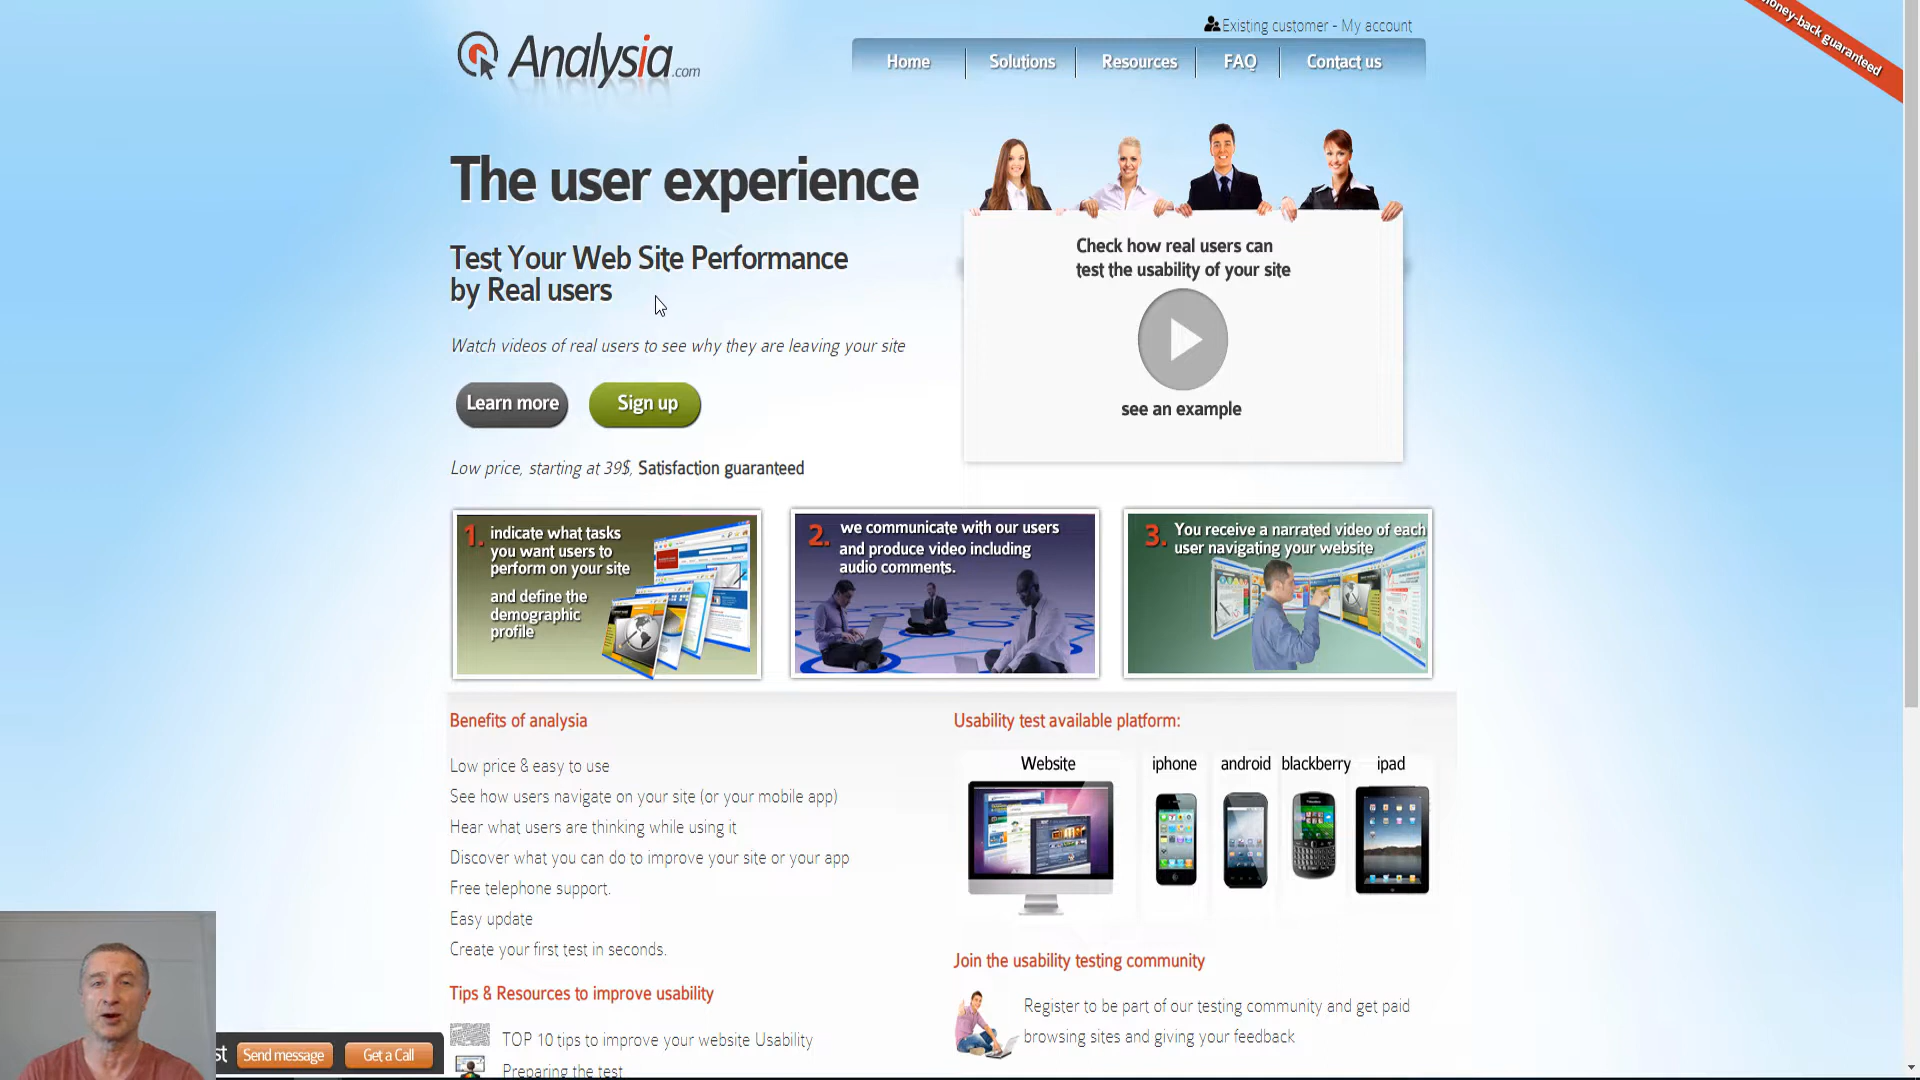 Existing customer - My account
money-back guaranteed
Analysia.com
Home
Solutions
Resources
FAQ
Contact us
The user experience
Test Your Web Site Performance
by Real users
Watch videos of real users to see why they are leaving your site
Learn more
Sign up
Low price, starting at 39$, Satisfaction guaranteed
Check how real users can
test the usability of your site
see an example
1. indicate what tasks
you want users to
perform on your site
and define the
demographic
profile
2. we communicate with our users
and produce video including
audio comments.
3. You receive a narrated video of each
user navigating your website
Benefits of analysia
Low price & easy to use
See how users navigate on your site (or your mobile app)
Hear what users are thinking while using it
Discover what you can do to improve your site or your app
Free telephone support.
Easy update
Create your first test in seconds.
Tips & Resources to improve usability
TOP 10 tips to improve your website Usability
Preparing the test
Usability test available platform:
Website
iphone
android
blackberry
ipad
Join the usability testing community
Register to be part of our testing community and get paid
browsing sites and giving your feedback
Send message
Get a Call